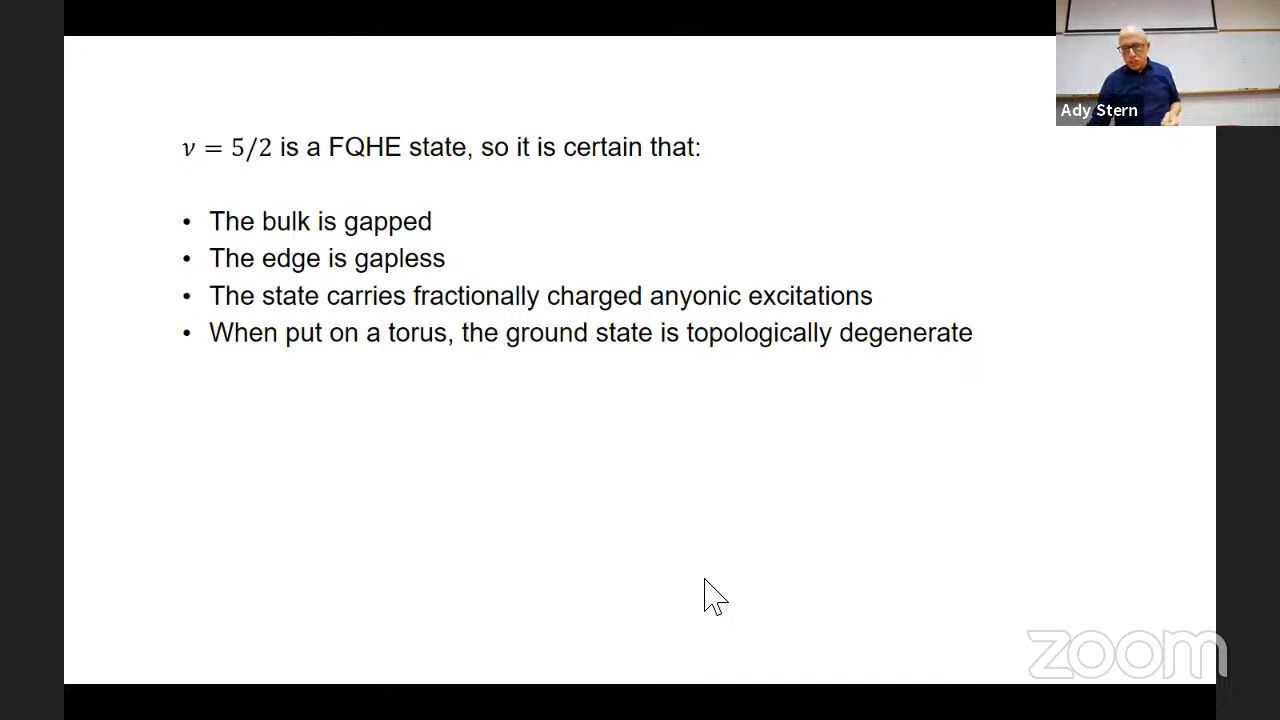 Ady Stern
ν = 5/2 is a FQHE state, so it is certain that:
• The bulk is gapped
• The edge is gapless
• The state carries fractionally charged anyonic excitations
• When put on a torus, the ground state is topologically degenerate
zoom